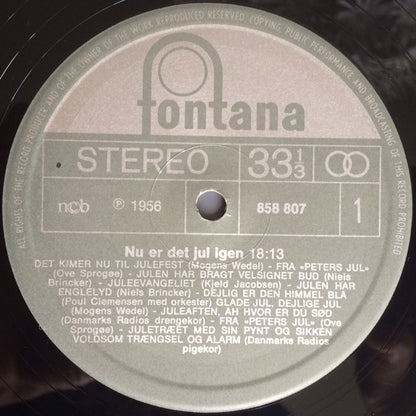 ALL RIGHTS OF THE RECORD PRODUCER AND OF THE OWNER OF THE WORK REPRODUCED RESERVED. COPYING, PUBLIC PERFORMANCE AND BROADCASTING OF THIS RECORD PROHIBITED
fontana
STEREO 33⅓
ncb ℗ 1956 858 807 1
Nu er det jul igen 18:13
DET KIMER NU TIL JULEFEST (Mogens Wedel) - FRA «PETERS JUL»
(Ove Sprogøe) - JULEN HAR BRAGT VELSIGNET BUD (Niels
Brincker) - JULEEVANGELIET (Kjeld Jacobsen) - JULEN HAR
ENGLELYD (Niels Brincker) - DEJLIG ER DEN HIMMEL BLÅ
(Poul Clemensen med orkester) GLADE JUL, DEJLIGE JUL
(Mogens Wedel) - JULEAFTEN, AH HVOR ER DU SØD
(Danmarks Radios drengekor) - FRA «PETERS JUL» (Ove
Sprogøe) - JULETRÆET MED SIN PYNT OG SIKKEN
VOLDSOM TRÆNGSEL OG ALARM (Danmarks Radios
pigekor)